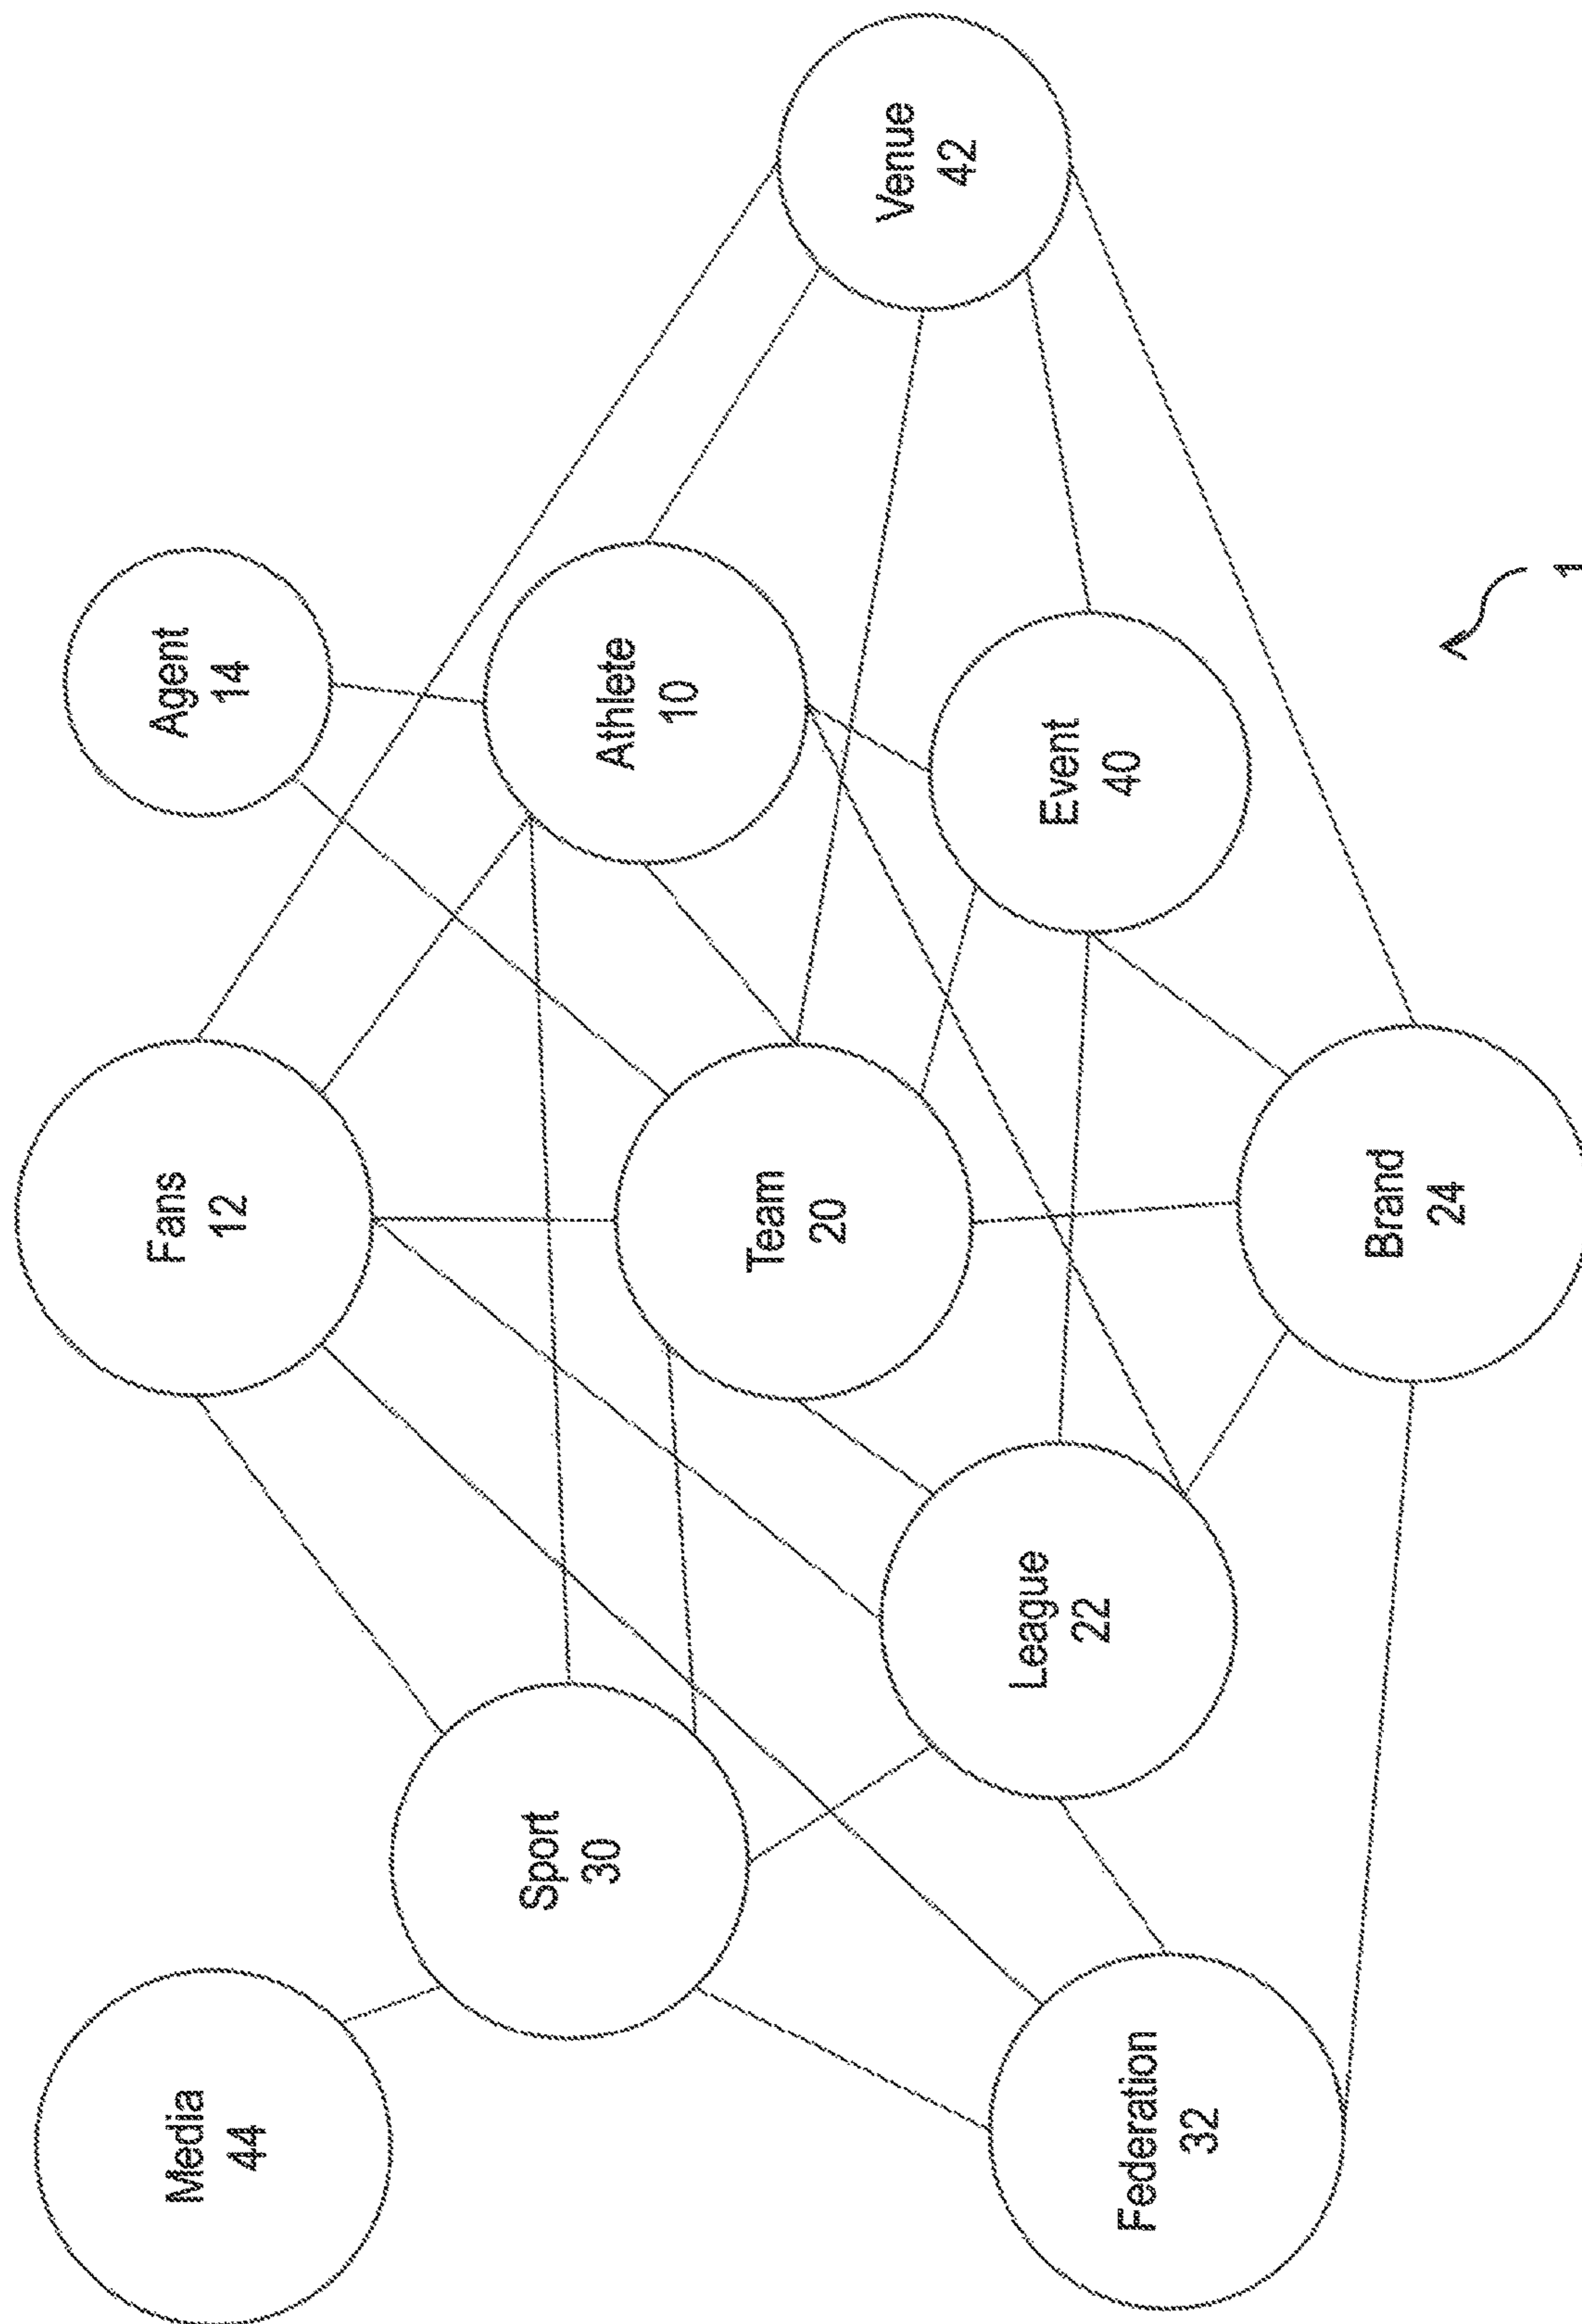 Media
44
Fans
12
Agent
14
Sport
30
Athlete
10
Team
20
Venue
42
League
22
Event
40
Federation
32
Brand
24
1